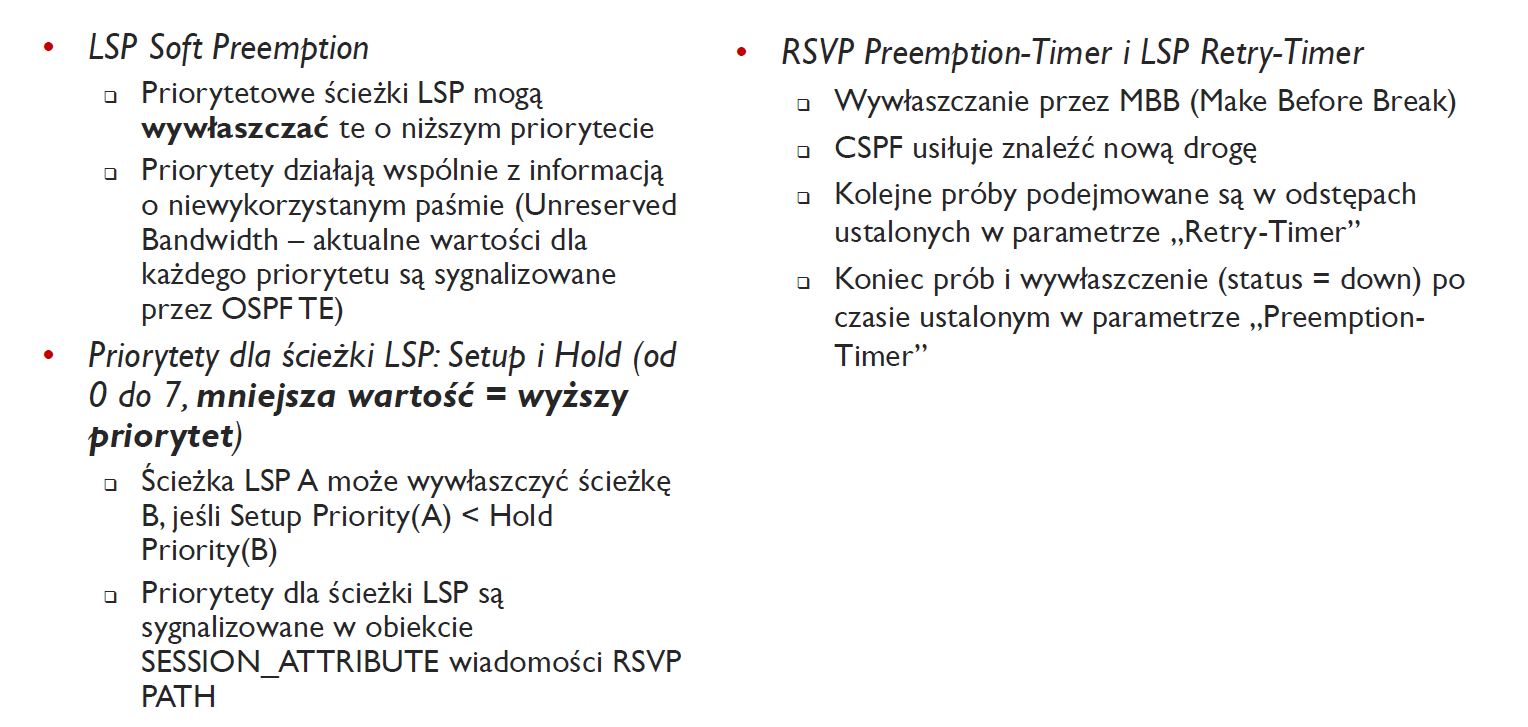 • LSP Soft Preemption
❑ Priorytetowe ścieżki LSP mogą
wywłaszczać te o niższym priorytecie
❑ Priorytety działają wspólnie z informacją
o niewykorzystanym paśmie (Unreserved
Bandwidth – aktualne wartości dla
każdego priorytetu są sygnalizowane
przez OSPF TE)
• Priorytety dla ścieżki LSP: Setup i Hold (od
0 do 7, mniejsza wartość = wyższy
priorytet)
❑ Ścieżka LSP A może wywłaszczyć ścieżkę
B, jeśli Setup Priority(A) < Hold
Priority(B)
❑ Priorytety dla ścieżki LSP są
sygnalizowane w obiekcie
SESSION_ATTRIBUTE wiadomości RSVP
PATH
• RSVP Preemption-Timer i LSP Retry-Timer
❑ Wywłaszczanie przez MBB (Make Before Break)
❑ CSPF usiłuje znaleźć nową drogę
❑ Kolejne próby podejmowane są w odstępach
ustalonych w parametrze „Retry-Timer”
❑ Koniec prób i wywłaszczenie (status = down) po
czasie ustalonym w parametrze „Preemption-
Timer”